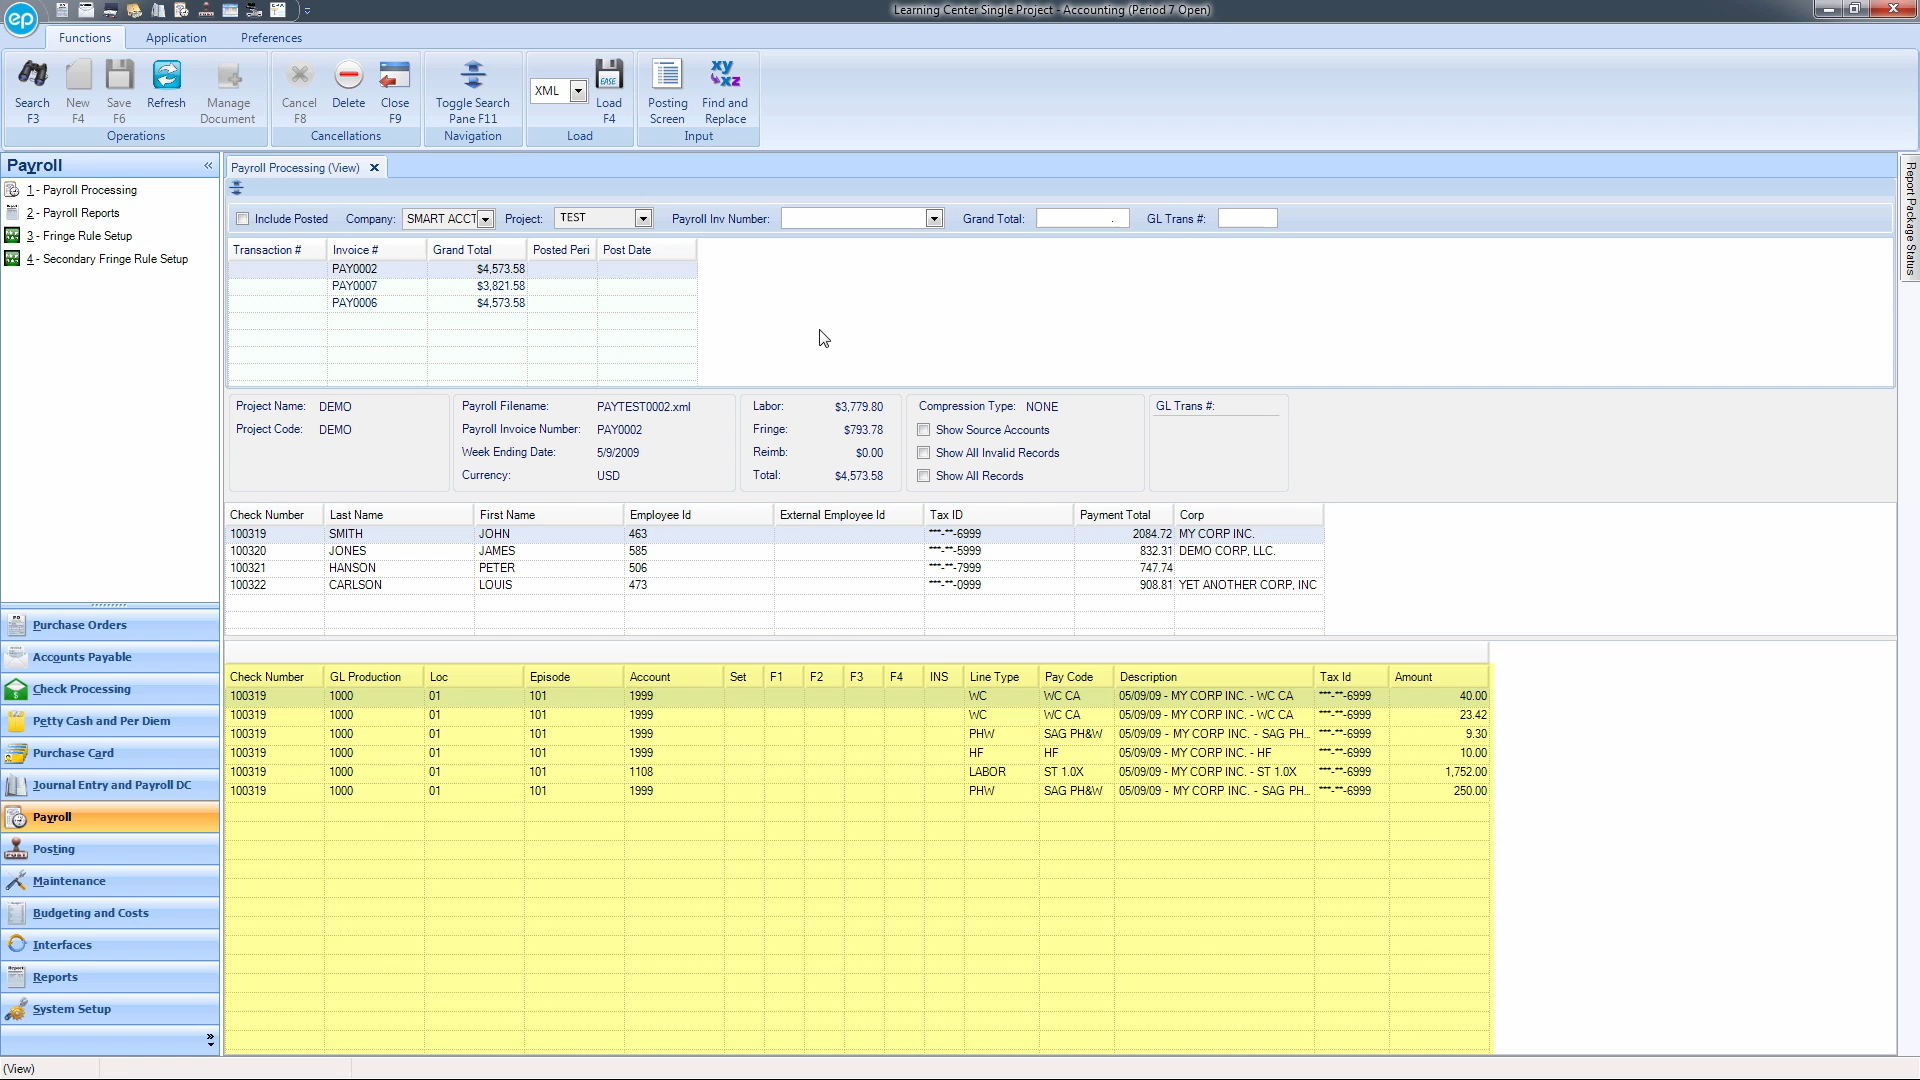 Learning Center Single Project - Accounting (Period 7 Open)
ep
Functions Application Preferences
Search F3
New F4
Save F6
Refresh
Manage Document
Operations
Cancel F8
Delete
Close F9
Cancellations
Toggle Search Pane F11
Navigation
XML
EASE
Load F4
Load
Posting Screen
xy xz
Find and Replace
Input
Payroll «
1 - Payroll Processing
2 - Payroll Reports
3 - Fringe Rule Setup
4 - Secondary Fringe Rule Setup
Purchase Orders
Accounts Payable
Check Processing
Petty Cash and Per Diem
Purchase Card
Journal Entry and Payroll DC
Payroll
Posting
Maintenance
Budgeting and Costs
Interfaces
Reports
System Setup
(View)
Payroll Processing (View)
Include Posted Company: SMART ACCT Project: TEST Payroll Inv Number: Grand Total: . GL Trans #:
Transaction # Invoice # Grand Total Posted Peri Post Date
PAY0002 $4,573.58
PAY0007 $3,821.58
PAY0006 $4,573.58
Project Name: DEMO
Project Code: DEMO
Payroll Filename: PAYTEST0002.xml
Payroll Invoice Number: PAY0002
Week Ending Date: 5/9/2009
Currency: USD
Labor: $3,779.80
Fringe: $793.78
Reimb: $0.00
Total: $4,573.58
Compression Type: NONE
Show Source Accounts
Show All Invalid Records
Show All Records
GL Trans #:
Check Number Last Name First Name Employee Id External Employee Id Tax ID Payment Total Corp
100319 SMITH JOHN 463 ***-**-6999 2084.72 MY CORP INC.
100320 JONES JAMES 585 ***-**-5999 832.31 DEMO CORP, LLC.
100321 HANSON PETER 506 ***-**-7999 747.74
100322 CARLSON LOUIS 473 ***-**-0999 908.81 YET ANOTHER CORP, INC
Check Number GL Production Loc Episode Account Set F1 F2 F3 F4 INS Line Type Pay Code Description Tax Id Amount
100319 1000 01 101 1999 WC WC CA 05/09/09 - MY CORP INC. - WC CA ***-**-6999 40.00
100319 1000 01 101 1999 WC WC CA 05/09/09 - MY CORP INC. - WC CA ***-**-6999 23.42
100319 1000 01 101 1999 PHW SAG PH&W 05/09/09 - MY CORP INC. - SAG PH... ***-**-6999 9.30
100319 1000 01 101 1999 HF HF 05/09/09 - MY CORP INC. - HF ***-**-6999 10.00
100319 1000 01 101 1108 LABOR ST 1.0X 05/09/09 - MY CORP INC. - ST 1.0X ***-**-6999 1,752.00
100319 1000 01 101 1999 PHW SAG PH&W 05/09/09 - MY CORP INC. - SAG PH... ***-**-6999 250.00
Report Package Status